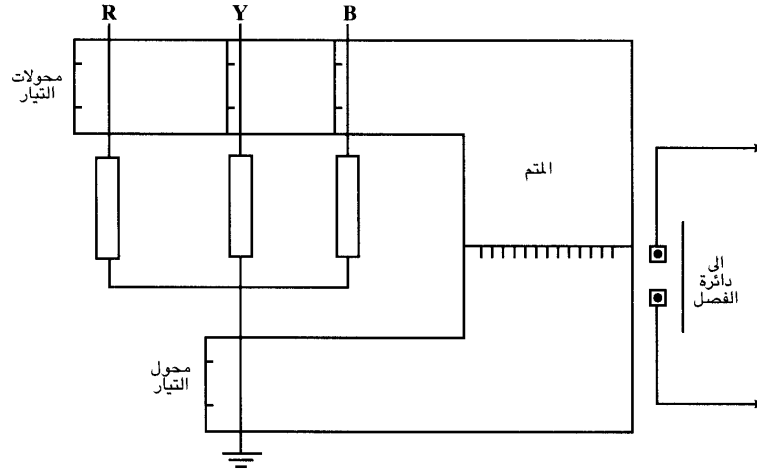 R Y B
محولات
التيار
المتم
الى
دائرة
الفصل
محول
التيار